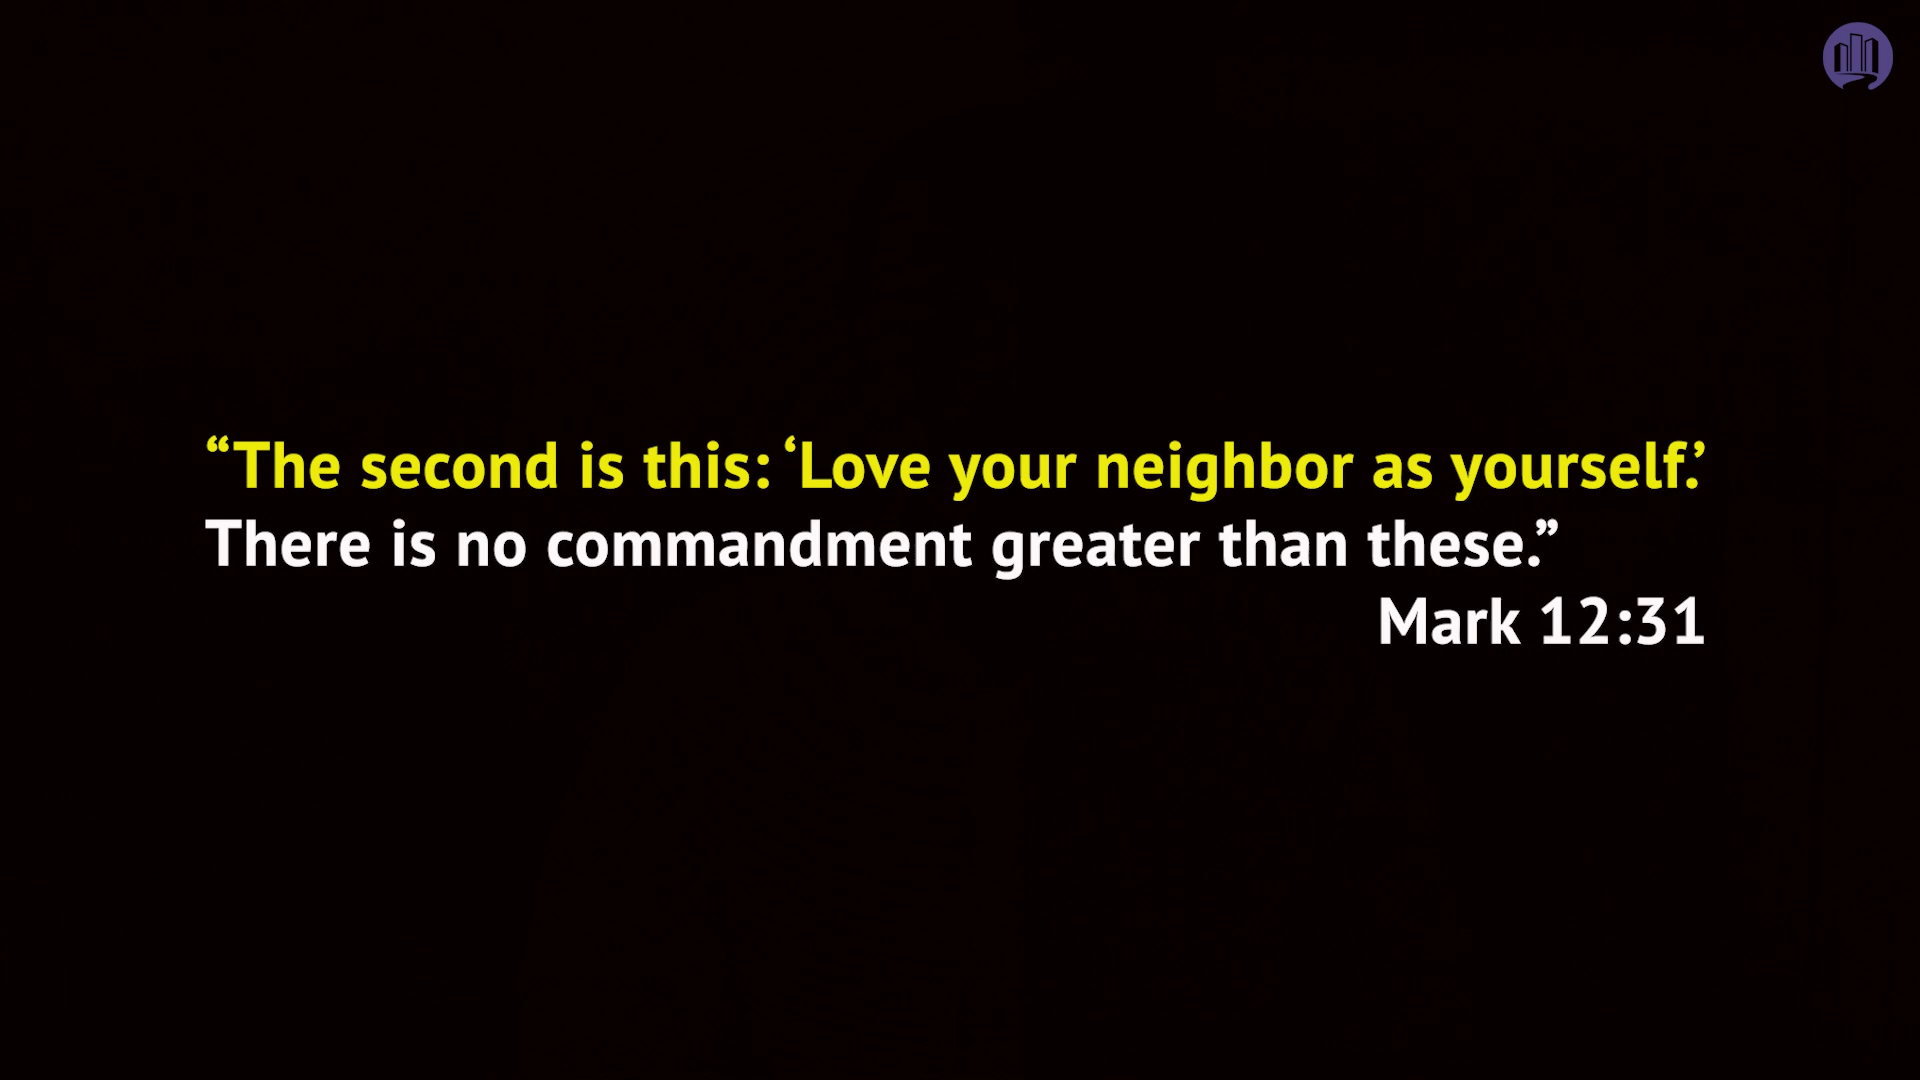 “The second is this: ‘Love your neighbor as yourself.’
There is no commandment greater than these.”
Mark 12:31